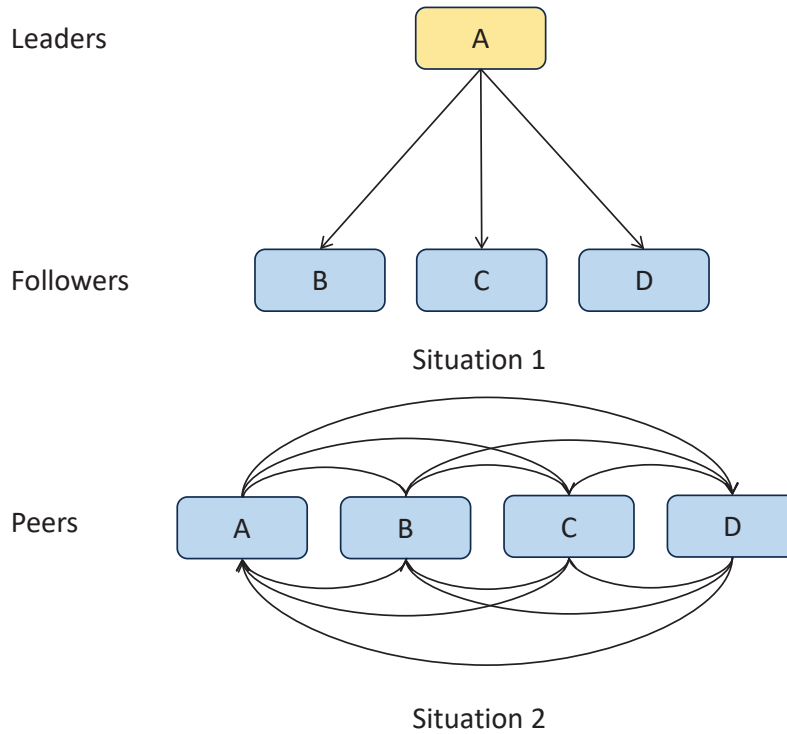 Leaders
A
Followers
B C D
Situation 1
Peers
A B C D
Situation 2